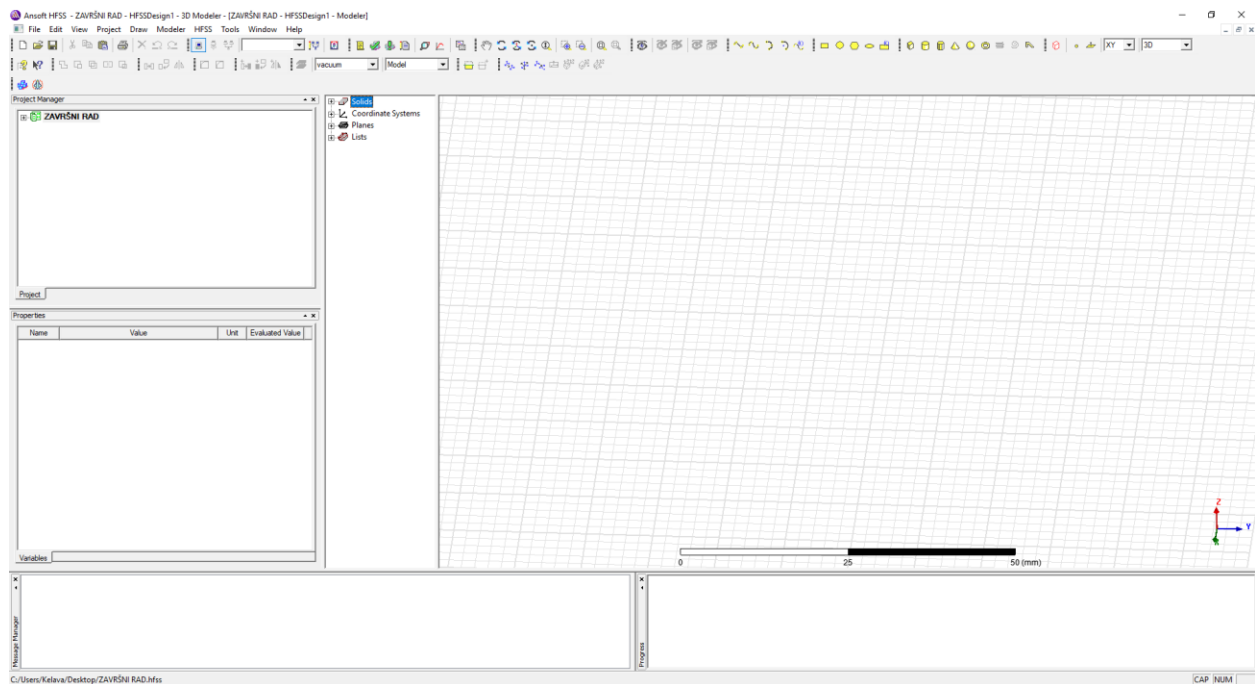 Ansoft HFSS - ZAVRŠNI RAD - HFSSDesign1 - 3D Modeler - [ZAVRŠNI RAD - HFSSDesign1 - Modeler]
File Edit View Project Draw Modeler HFSS Tools Window Help
XY 3D
vacuum Model
Project Manager
ZAVRŠNI RAD
Project
Solids
Coordinate Systems
Planes
Lists
Properties
Name Value Unit Evaluated Value
Variables
Z
Y
0 25 50 (mm)
Message Manager
Progress
C:/Users/Kelava/Desktop/ZAVRŠNI RAD.hfss
CAP NUM